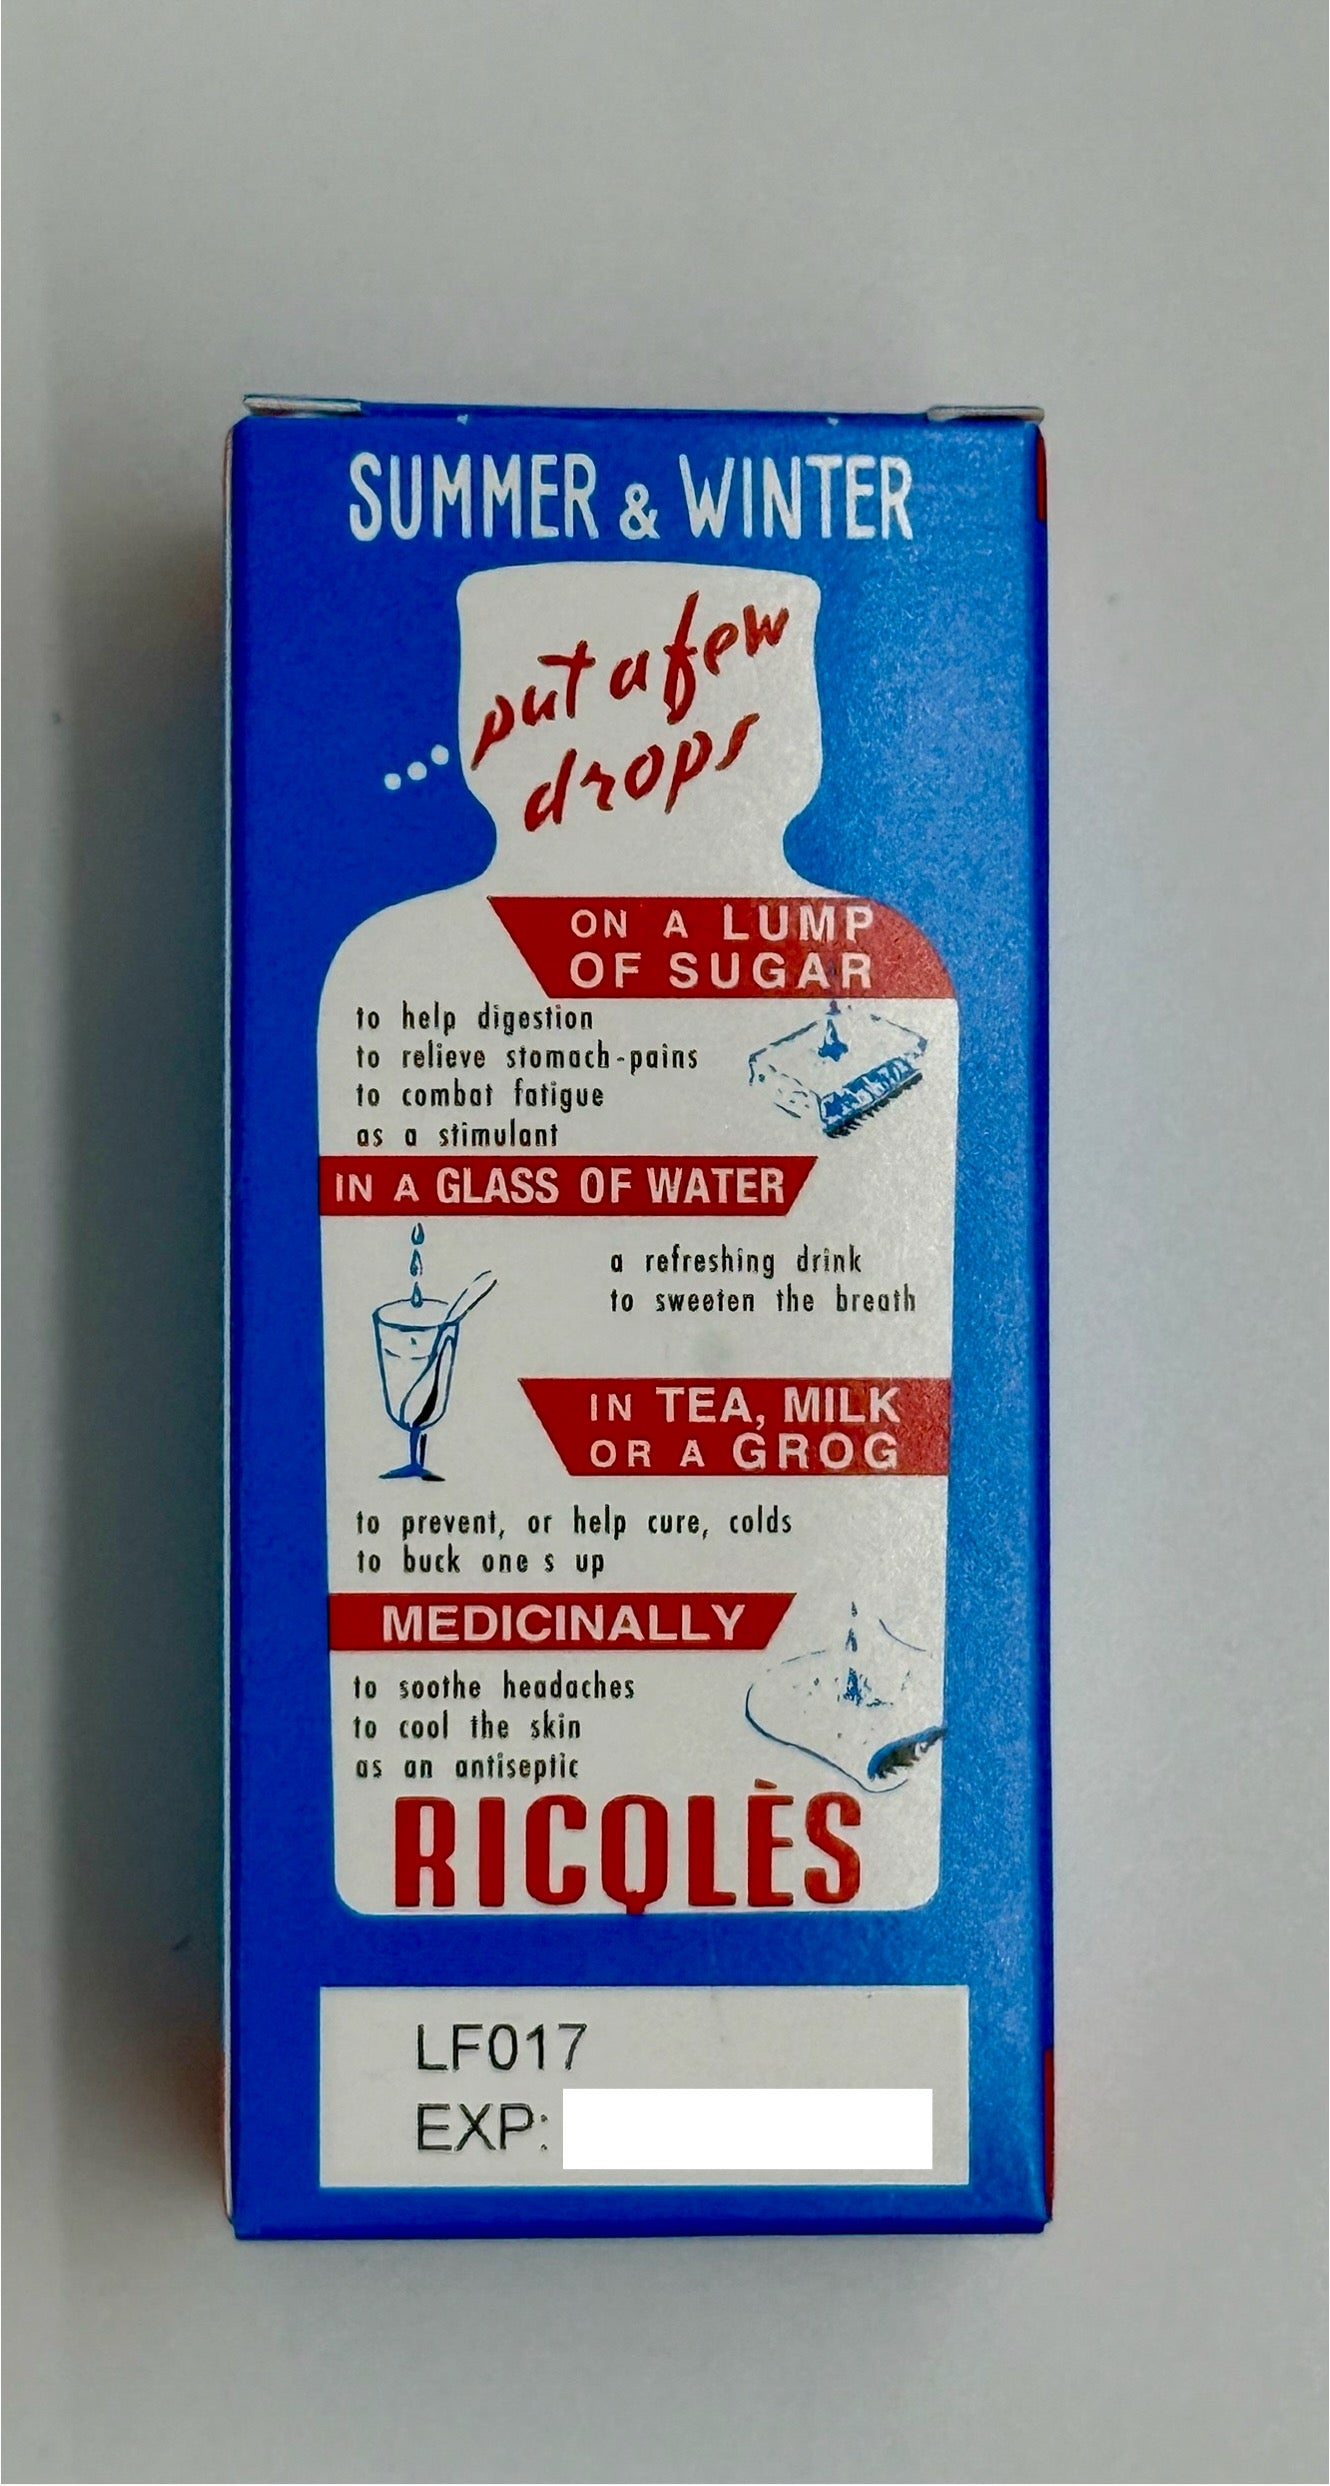 SUMMER & WINTER
... put a few
drops
ON A LUMP
OF SUGAR
to help digestion
to relieve stomach-pains
to combat fatigue
as a stimulant
IN A GLASS OF WATER
a refreshing drink
to sweeten the breath
IN TEA, MILK
OR A GROG
to prevent, or help cure, colds
to buck one s up
MEDICINALLY
to soothe headaches
to cool the skin
as an antiseptic
RICQLÈS
LF017
EXP: